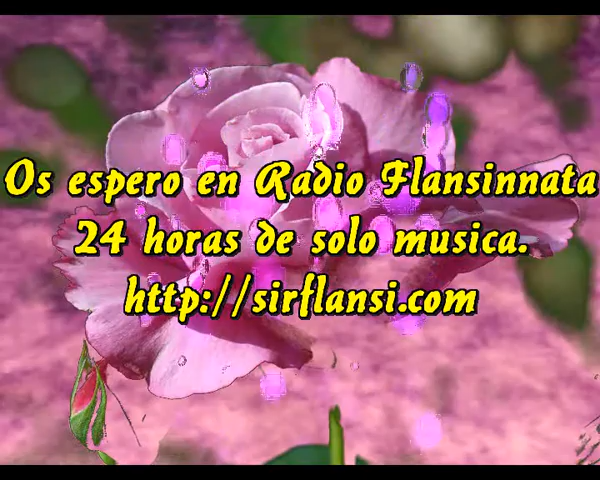 Os espero en Radio Flansinnata
24 horas de solo musica.
http://sirflansi.com